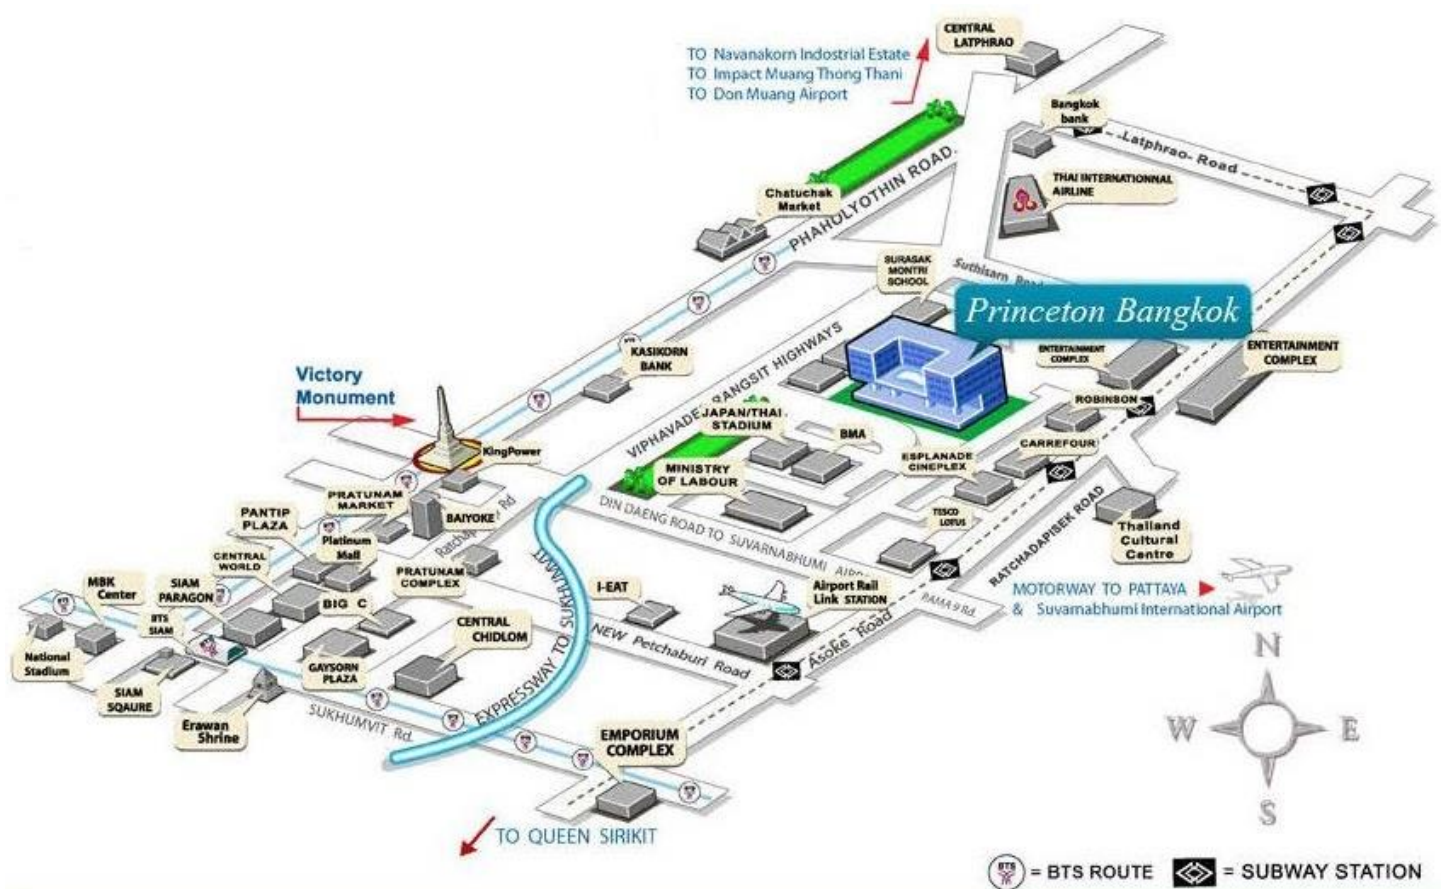 CENTRAL
LATPHRAO
TO Navanakorn Indostrial Estate
TO Impact Muang Thong Thani
TO Don Muang Airport
Bangkok
bank
Latphrao Road
THAI INTERNATIONNAL
AIRLINE
Chatuchak
Market
PHAHOLYOTHIN ROAD.
SURASAK
MONTRI
SCHOOL
Suthisarn Road
Princeton Bangkok
ENTERTAINMENT
COMPLEX
ENTERTAINMENT
COMPLEX
KASIKORN
BANK
VIPHAVADEE RANGSIT HIGHWAYS
Victory
Monument
ROBINSON
JAPAN/THAI
STADIUM
BMA
CARREFOUR
ESPLANADE
CINEPLEX
KingPower
MINISTRY
OF LABOUR
PRATUNAM
MARKET
BAIYOKE
PANTIP
PLAZA
Platinum
Mall
DIN DAENG ROAD TO SUVARNABHUMI
TESCO
LOTUS
RATCHADAPISEK ROAD
Thailand
Cultural
Centre
CENTRAL
WORLD
PRATUNAM
COMPLEX
MBK
Center
SIAM
PARAGON
BIG C
I-EAT
Airport Rail
Link STATION
MOTORWAY TO PATTAYA
& Suvarnabhumi International Airport
RAMA 9 Rd.
BTS
SIAM
CENTRAL
CHIDLOM
EXPRESSWAY TO SUKHUMVIT
NEW Petchaburi Road
Asoke Road
National
Stadium
GAYSORN
PLAZA
SIAM
SQAURE
Erawan
Shrine
SUKHUMVIT Rd.
EMPORIUM
COMPLEX
N
W
E
S
TO QUEEN SIRIKIT
BTS
= BTS ROUTE
= SUBWAY STATION